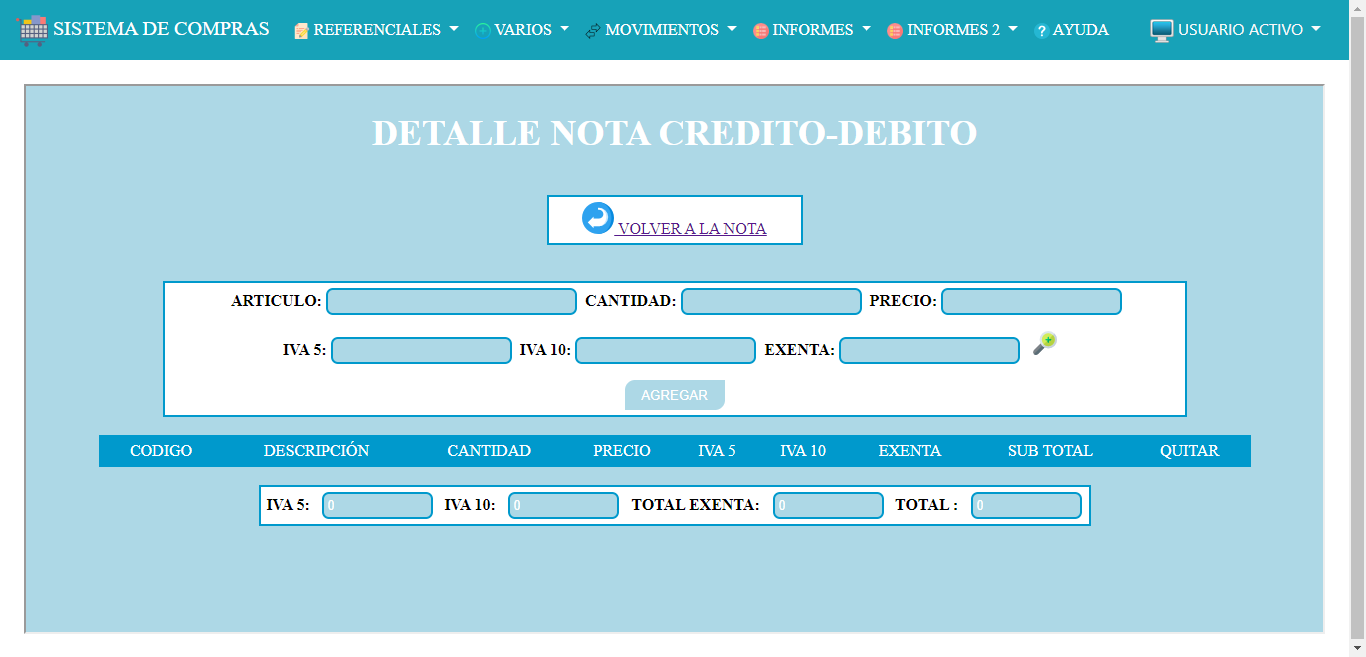 SISTEMA DE COMPRAS REFERENCIALES VARIOS MOVIMIENTOS INFORMES INFORMES 2 AYUDA USUARIO ACTIVO
DETALLE NOTA CREDITO-DEBITO
VOLVER A LA NOTA
ARTICULO: CANTIDAD: PRECIO:
IVA 5: IVA 10: EXENTA:
AGREGAR
CODIGO DESCRIPCIÓN CANTIDAD PRECIO IVA 5 IVA 10 EXENTA SUB TOTAL QUITAR
IVA 5: 0 IVA 10: 0 TOTAL EXENTA: 0 TOTAL : 0